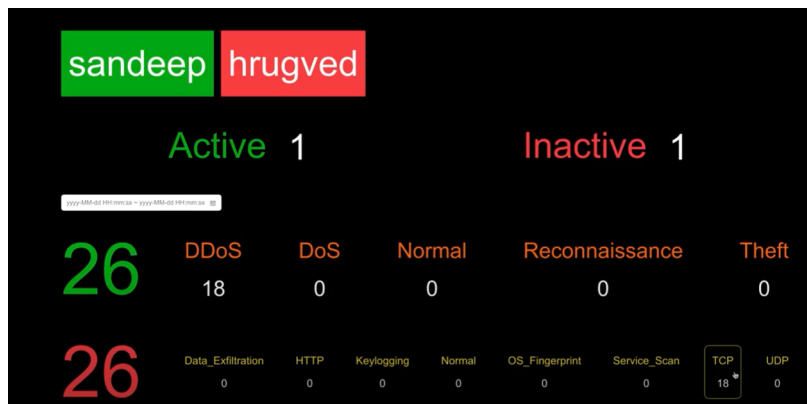 sandeep hrugved
Active 1 Inactive 1
yyyy-MM-dd HH:mm:ss ~ yyyy-MM-dd HH:mm:ss
26 DDoS DoS Normal Reconnaissance Theft
18 0 0 0 0
26 Data_Exfiltration HTTP Keylogging Normal OS_Fingerprint Service_Scan TCP UDP
0 0 0 0 0 0 18 0